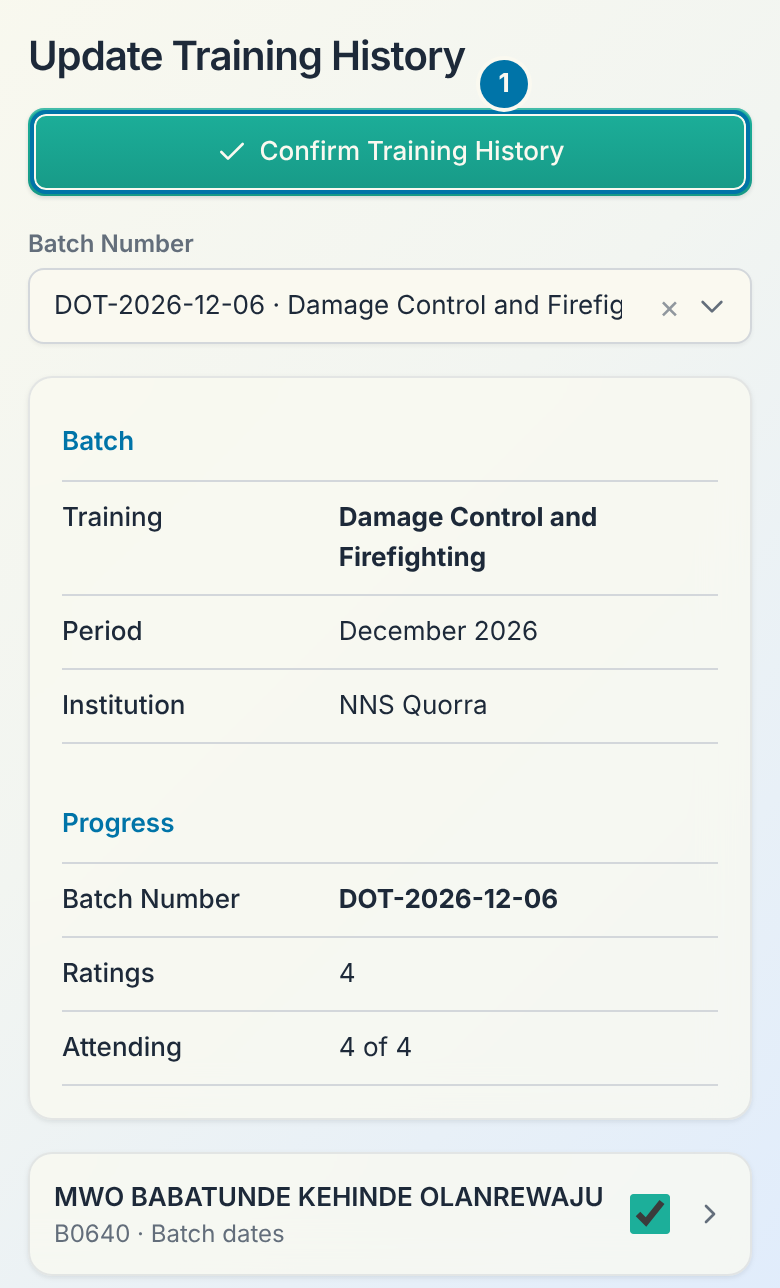 Update Training History
1
Confirm Training History
Batch Number
DOT-2026-12-06 · Damage Control and Firefig
Batch
Training Damage Control and
Firefighting
Period December 2026
Institution NNS Quorra
Progress
Batch Number DOT-2026-12-06
Ratings 4
Attending 4 of 4
MWO BABATUNDE KEHINDE OLANREWAJU
B0640 · Batch dates